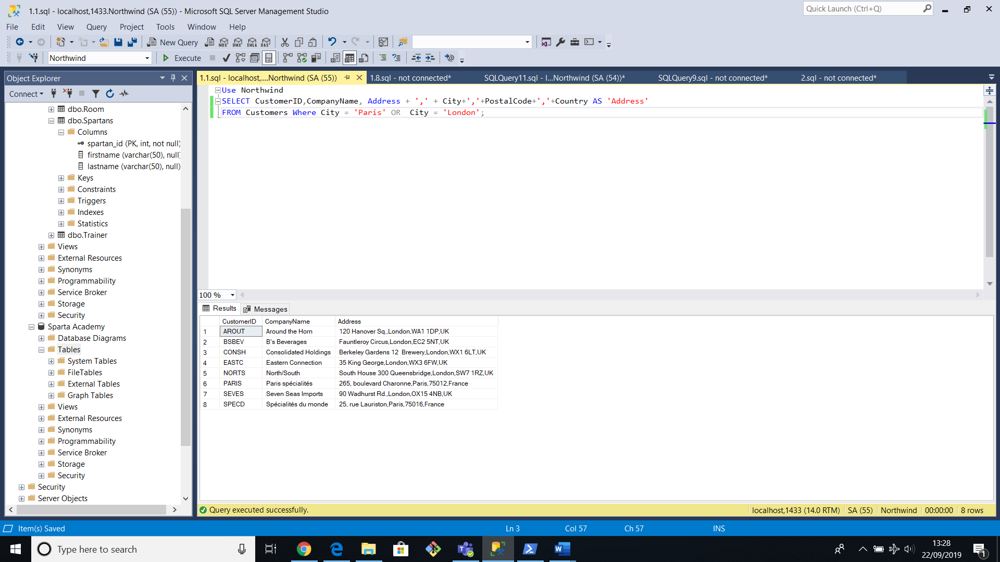 1.1.sql - localhost,1433.Northwind (SA (55)) - Microsoft SQL Server Management Studio
Quick Launch (Ctrl+Q)
File Edit View Query Project Tools Window Help
New Query MDX DMX XMLA DAX
Northwind Execute
Object Explorer
Connect
dbo.Room
dbo.Spartans
Columns
spartan_id (PK, int, not null)
firstname (varchar(50), null)
lastname (varchar(50), null)
Keys
Constraints
Triggers
Indexes
Statistics
dbo.Trainer
Views
External Resources
Synonyms
Programmability
Service Broker
Storage
Security
Sparta Academy
Database Diagrams
Tables
System Tables
FileTables
External Tables
Graph Tables
Views
External Resources
Synonyms
Programmability
Service Broker
Storage
Security
Security
Server Objects
1.1.sql - localhost,....Northwind (SA (55)) 1.8.sql - not connected* SQLQuery11.sql - l...Northwind (SA (54))* SQLQuery9.sql - not connected* 2.sql - not connected*
Use Northwind
SELECT CustomerID,CompanyName, Address + ',' + City+','+PostalCode+','+Country AS 'Address'
FROM Customers Where City = 'Paris' OR  City = 'London';
100 %
Results Messages
CustomerID CompanyName Address
1 AROUT Around the Horn 120 Hanover Sq.,London,WA1 1DP,UK
2 BSBEV B's Beverages Fauntleroy Circus,London,EC2 5NT,UK
3 CONSH Consolidated Holdings Berkeley Gardens 12  Brewery,London,WX1 6LT,UK
4 EASTC Eastern Connection 35 King George,London,WX3 6FW,UK
5 NORTS North/South South House 300 Queensbridge,London,SW7 1RZ,UK
6 PARIS Paris spécialités 265, boulevard Charonne,Paris,75012,France
7 SEVES Seven Seas Imports 90 Wadhurst Rd.,London,OX15 4NB,UK
8 SPECD Spécialités du monde 25, rue Lauriston,Paris,75016,France
Query executed successfully. localhost,1433 (14.0 RTM) SA (55) Northwind 00:00:00 8 rows
Item(s) Saved Ln 3 Col 57 Ch 57 INS
Type here to search
13:28
22/09/2019
1